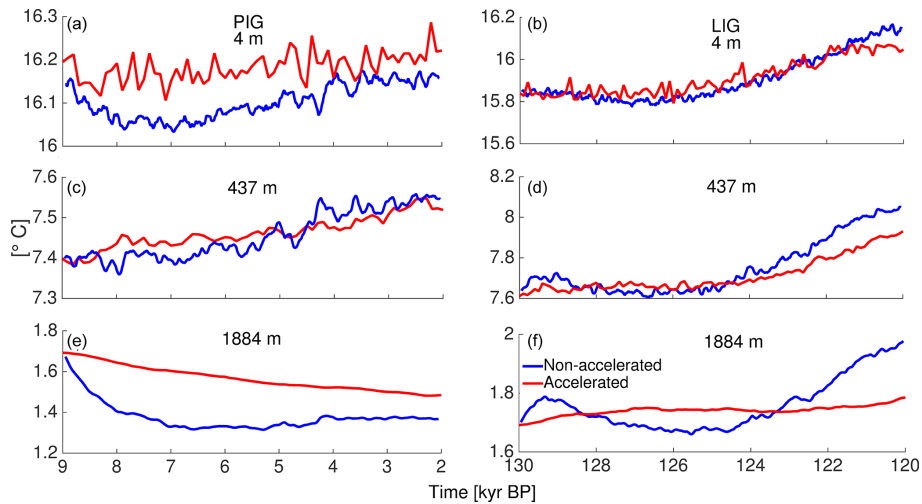 16.3
(a)
PIG
4 m
16.2
16.1
16
16.2
(b)
LIG
4 m
16
15.8
15.6
7.6
(c)
437 m
7.5
7.4
7.3
[° C]
8.2
(d)
437 m
8
7.8
7.6
1.8
(e)
1884 m
1.6
1.4
1.2
9 8 7 6 5 4 3 2
2
(f)
1884 m
Non-accelerated
Accelerated
1.8
1.6
130 128 126 124 122 120
Time [kyr BP]